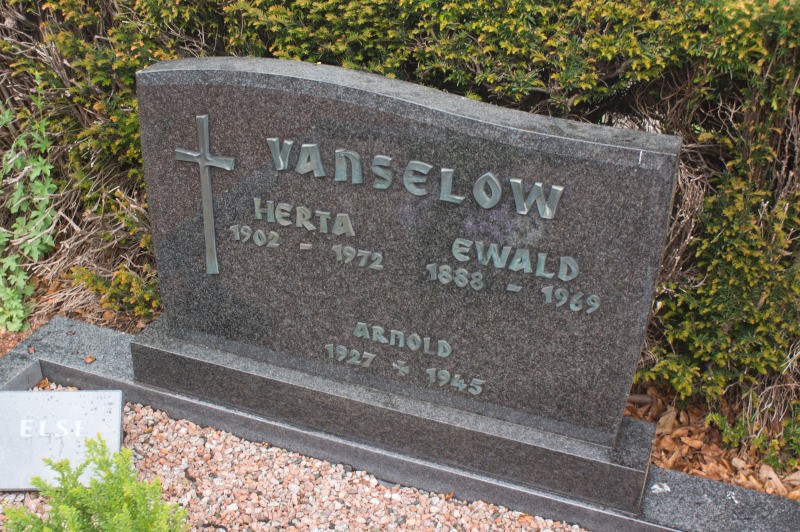 VANSELOW
HERTA EWALD
1902 - 1972 1888 - 1969
ARNOLD
1927 - 1945
ELSE